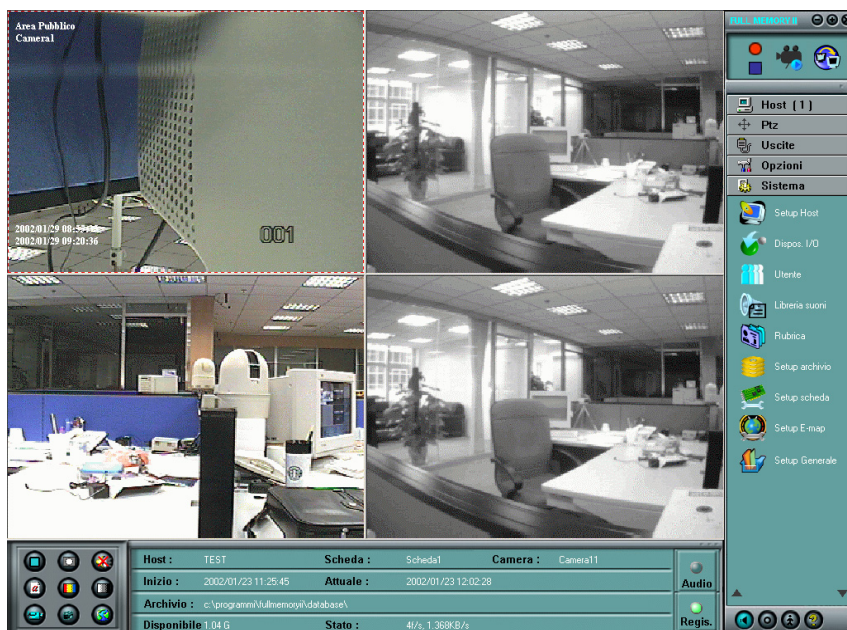 Area Pubblico
Camera1
001
2002/01/29 09:20:36
FULL MEMORY II
Host ( 1 )
Ptz
Uscite
Opzioni
Sistema
Setup Host
Dispos. I/O
Utente
Libreria suoni
Rubrica
Setup archivio
Setup scheda
Setup E-map
Setup Generale
Host : TEST Scheda : Scheda1 Camera : Camera11
Inizio : 2002/01/23 11:25:45 Attuale : 2002/01/23 12:02:28
Audio
Archivio : c:\programmi\fullmemoryii\database\
Disponibile 1.04 G Stato : 4f/s, 1.368KB/s
Regis.